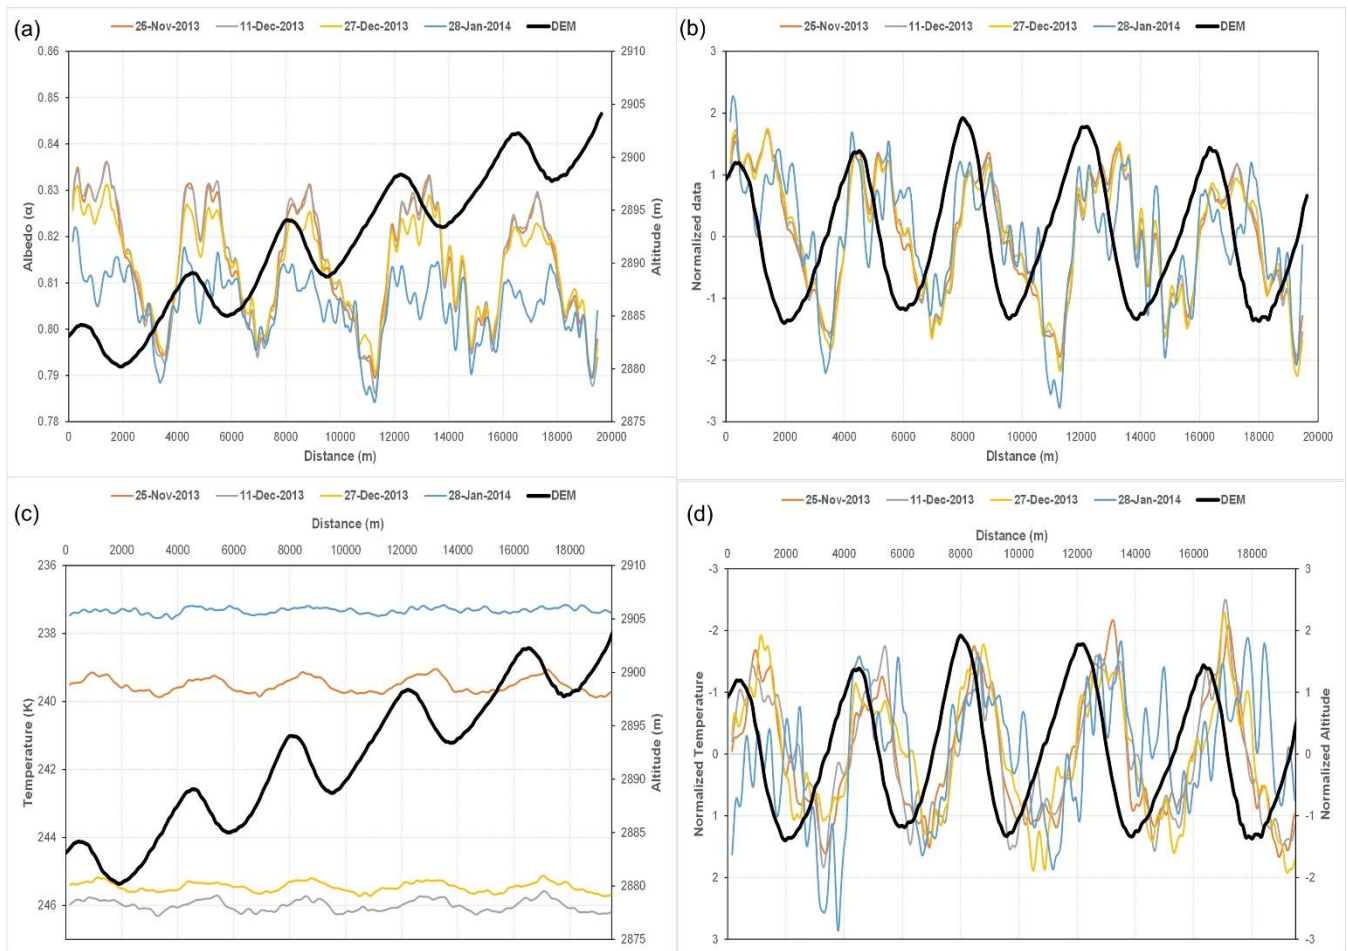 (a)
25-Nov-2013 11-Dec-2013 27-Dec-2013 28-Jan-2014 DEM
0.86 2910
0.85 2905
0.84 2900
0.83 2895
0.82 2890
0.81 2885
0.80 2880
0.79 2875
0.78
Albedo (α)
Altitude (m)
0 2000 4000 6000 8000 10000 12000 14000 16000 18000 20000
Distance (m)
(b)
25-Nov-2013 11-Dec-2013 27-Dec-2013 28-Jan-2014 DEM
3
2
1
0
-1
-2
-3
Normalized data
0 2000 4000 6000 8000 10000 12000 14000 16000 18000 20000
Distance (m)
(c)
25-Nov-2013 11-Dec-2013 27-Dec-2013 28-Jan-2014 DEM
Distance (m)
0 2000 4000 6000 8000 10000 12000 14000 16000 18000
236 2910
238 2905
240 2900
242 2895
244 2890
246 2885
2880
2875
Temperature (K)
Altitude (m)
(d)
25-Nov-2013 11-Dec-2013 27-Dec-2013 28-Jan-2014 DEM
Distance (m)
0 2000 4000 6000 8000 10000 12000 14000 16000 18000
-3 3
-2 2
-1 1
0 0
1 -1
2 -2
3 -3
Normalized Temperature
Normalized Altitude